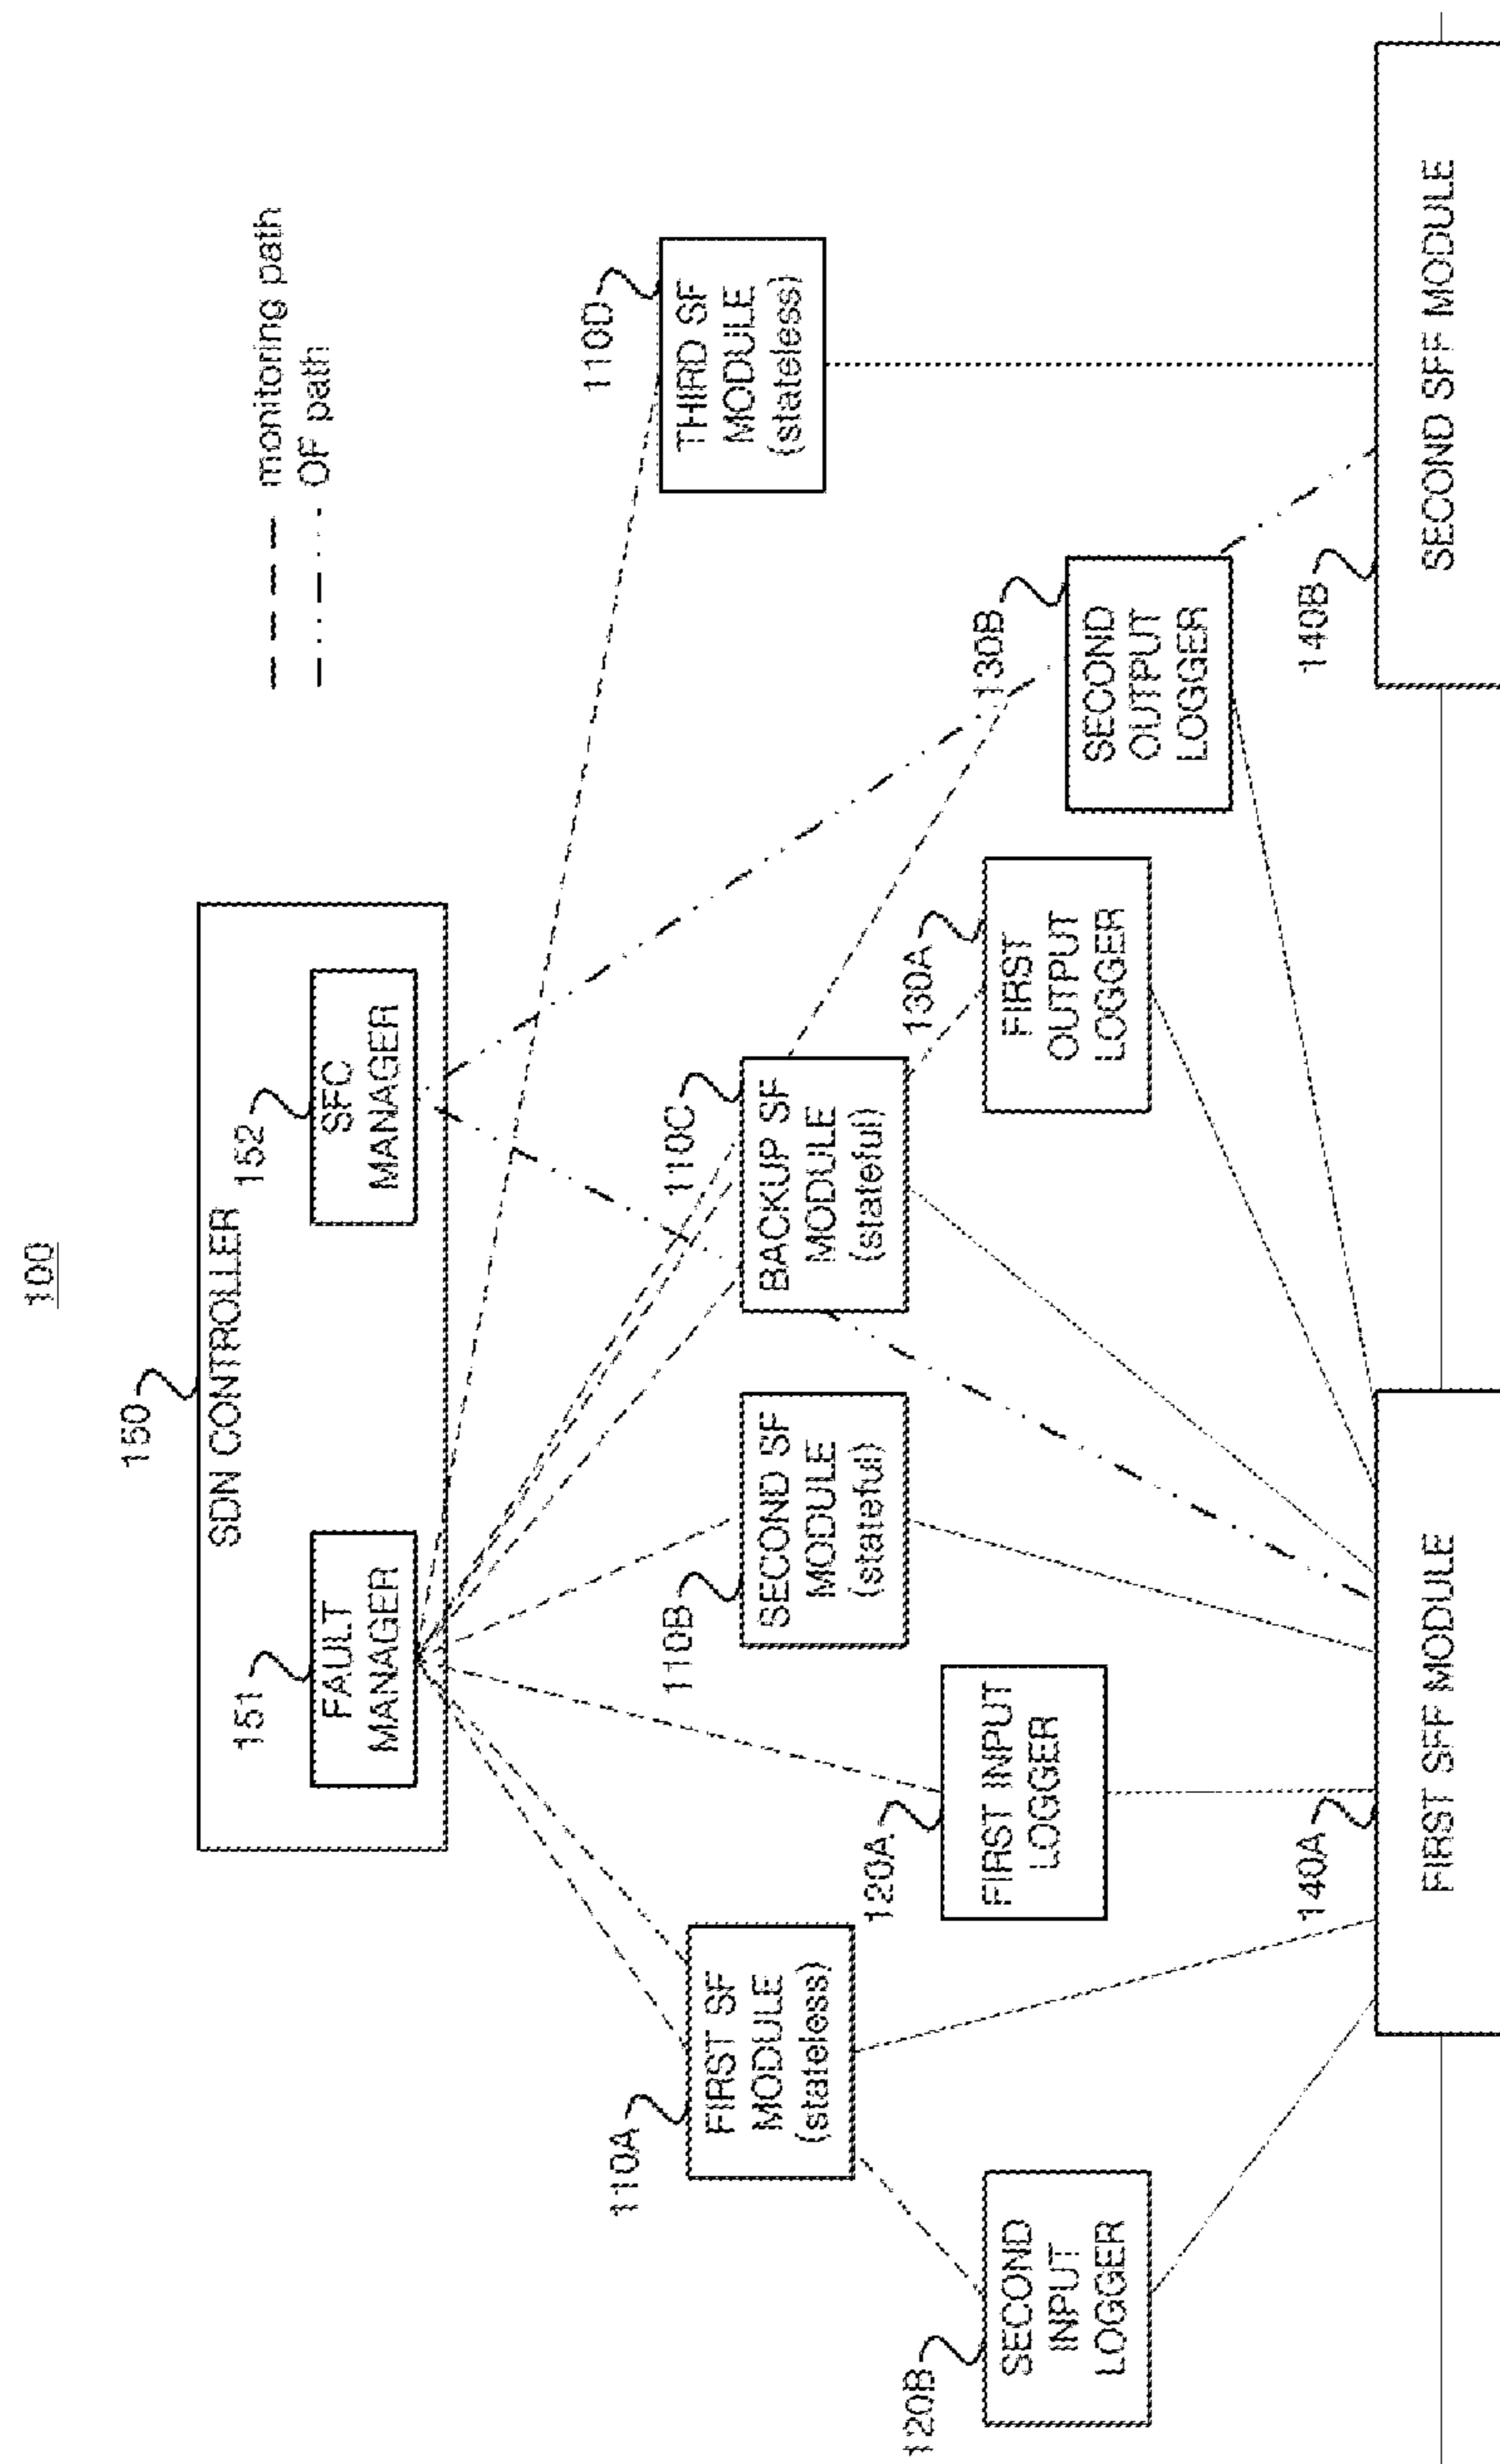 100
monitoring path
OF path
150
SDN CONTROLLER
151
FAULT
MANAGER
152
SFC
MANAGER
110A
FIRST SF
MODULE
(stateless)
110B
SECOND SF
MODULE
(stateful)
110C
BACKUP SF
MODULE
(stateful)
110D
THIRD SF
MODULE
(stateless)
120B
SECOND
INPUT
LOGGER
120A
FIRST INPUT
LOGGER
130A
FIRST
OUTPUT
LOGGER
130B
SECOND
OUTPUT
LOGGER
140A
FIRST SFF MODULE
140B
SECOND SFF MODULE